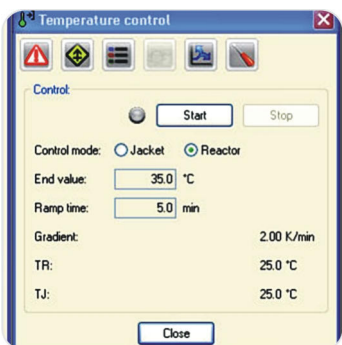 Temperature control
Control:
Start Stop
Control mode: Jacket Reactor
End value: 35.0 °C
Ramp time: 5.0 min
Gradient: 2.00 K/min
TR: 25.0 °C
TJ: 25.0 °C
Close